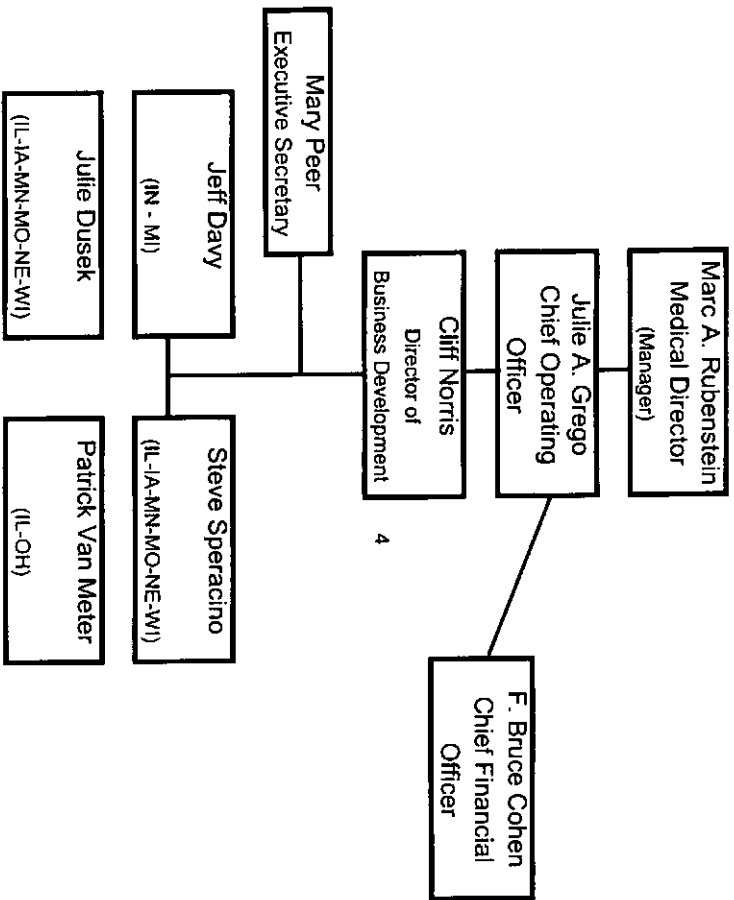 Marc A. Rubenstein
Medical Director
(Manager)
Julie A. Grego
Chief Operating
Officer
F. Bruce Cohen
Chief Financial
Officer
Cliff Norris
Director of
Business Development
4
Mary Peer
Executive Secretary
Jeff Davy
(IN - MI)
Steve Speracino
(IL-IA-MN-MO-NE-WI)
Julie Dusek
(IL-IA-MN-MO-NE-WI)
Patrick Van Meter
(IL-OH)